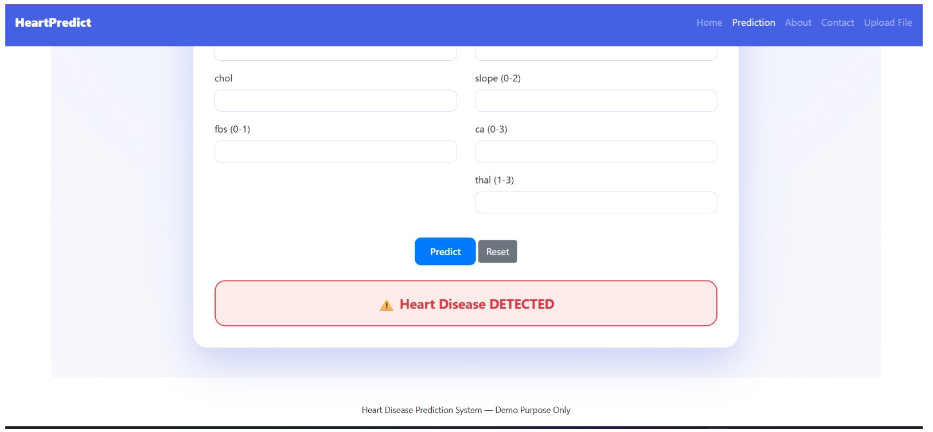 HeartPredict
Home Prediction About Contact Upload File
chol
slope (0-2)
fbs (0-1)
ca (0-3)
thal (1-3)
Predict Reset
⚠️ Heart Disease DETECTED
Heart Disease Prediction System — Demo Purpose Only